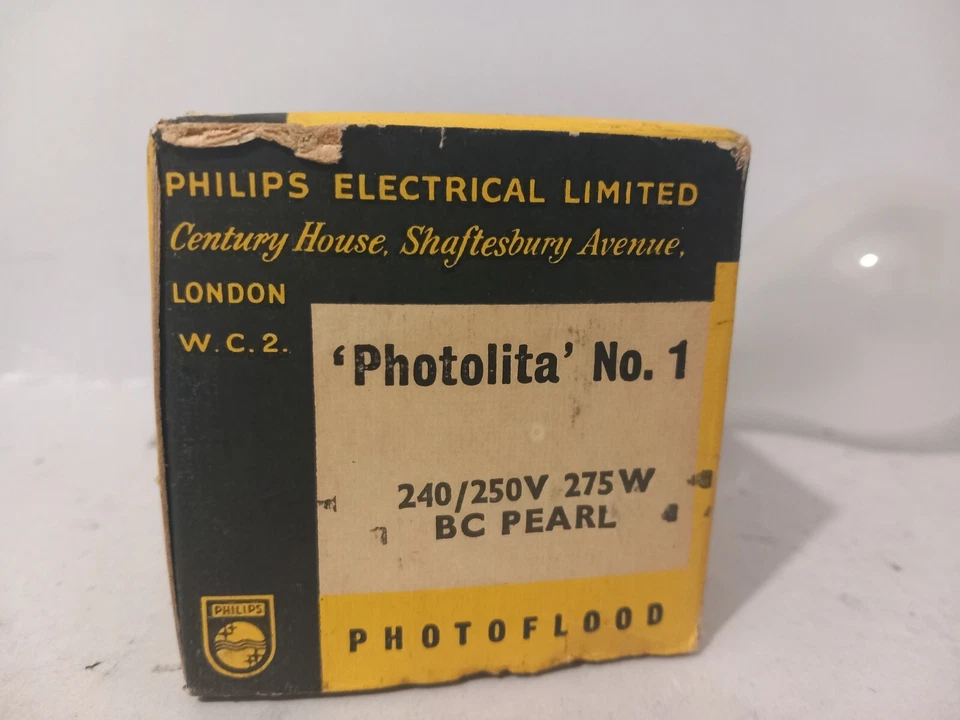 PHILIPS ELECTRICAL LIMITED
Century House, Shaftesbury Avenue,
LONDON
W.C.2.
‘Photolita’ No. 1
240/250V 275W
BC PEARL
PHOTOFLOOD
PHILIPS